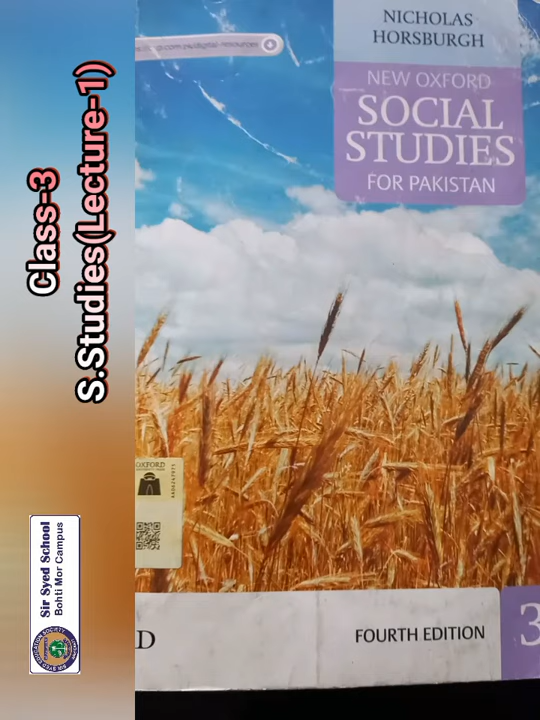 Class-3
S.Studies(Lecture-1)
Sir Syed School
Bohti Mor Campus
NICHOLAS
HORSBURGH
NEW OXFORD
SOCIAL
STUDIES
FOR PAKISTAN
OXFORD
D
FOURTH EDITION
3